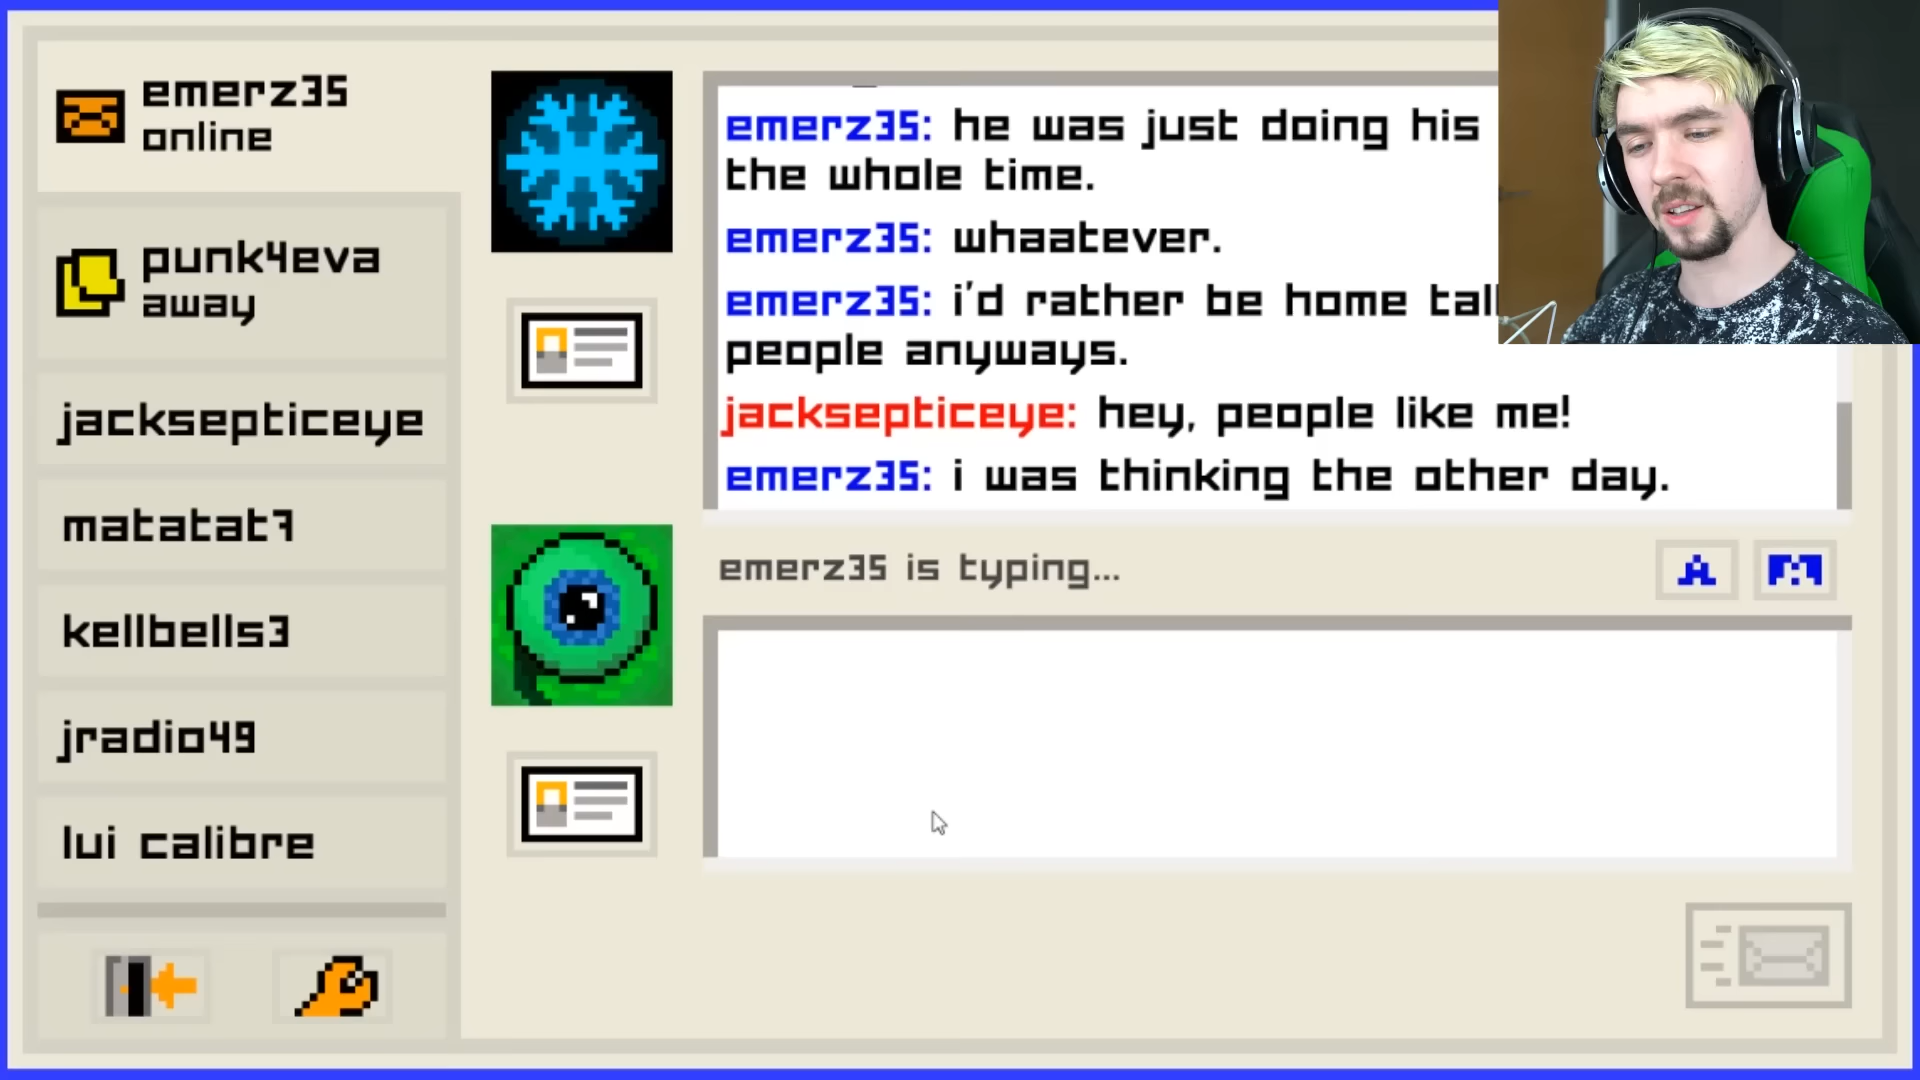 emerz35
online
punk4eva
away
jacksepticeye
matatat7
kellbells3
jradio49
lui calibre
emerz35: he was just doing his
the whole time.
emerz35: whaatever.
emerz35: i'd rather be home
people anyways.
jacksepticeye: hey, people like me!
emerz35: i was thinking the other day.
emerz35 is typing...
A